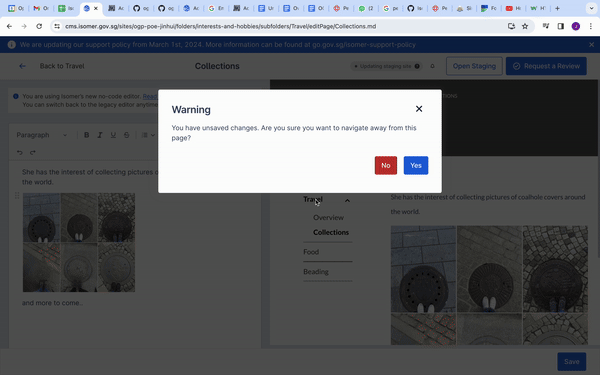 cms.isomer.gov.sg/sites/ogp-poe-jinhui/folders/interests-and-hobbies/subfolders/Travel/editPage/Collections.md
We are updating our support policy from March 1st, 2024. More information can be found at go.gov.sg/isomer-support-policy.
Back to Travel
Collections
Updating staging site
Open Staging
Request a Review
You are using Isomer's new no-code editor. Read
You can switch back to the legacy editor anytime
Paragraph
B I U S
She has the interest of collecting pictures o
the world.
and more to come..
Warning
You have unsaved changes. Are you sure you want to navigate away from this
page?
No
Yes
Travel
Overview
Collections
Food
Beading
She has the interest of collecting pictures of coalhole covers around
the world.
Save